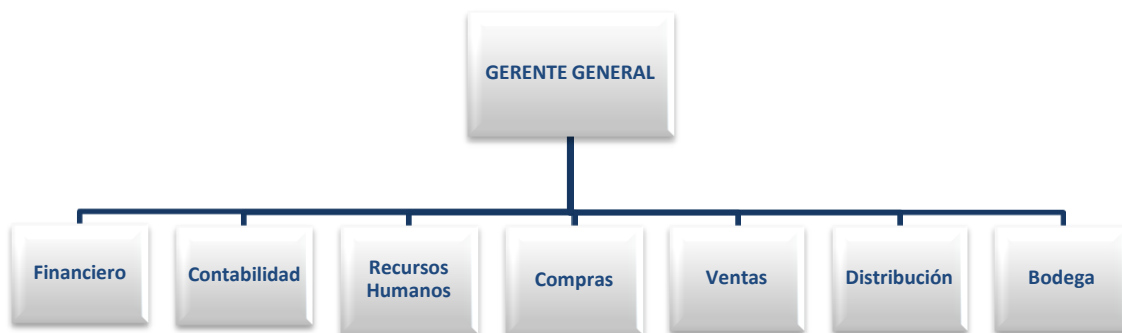 GERENTE GENERAL
Financiero
Contabilidad
Recursos
Humanos
Compras
Ventas
Distribución
Bodega